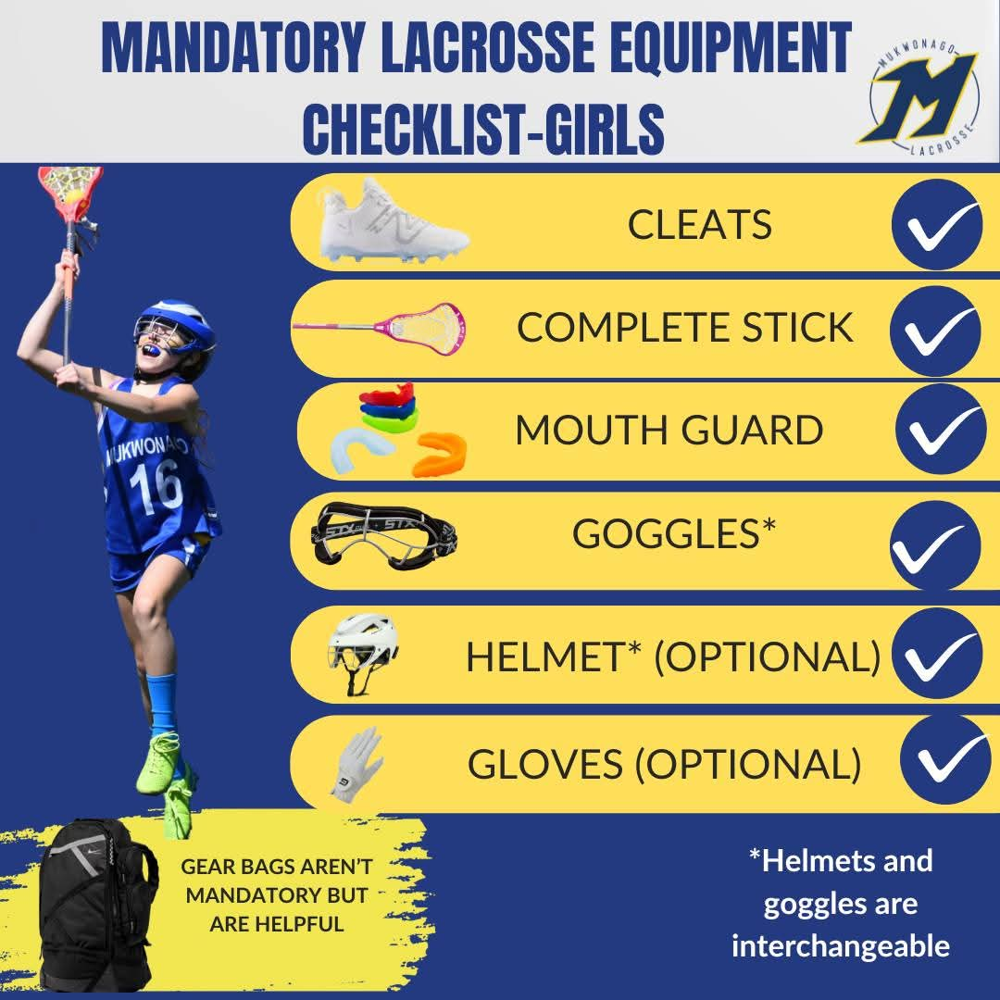 MANDATORY LACROSSE EQUIPMENT
CHECKLIST-GIRLS
MUKWONAGO
M
LACROSSE
CLEATS
COMPLETE STICK
MOUTH GUARD
MUKWONAGO
16
STX STX
GOGGLES*
HELMET* (OPTIONAL)
GLOVES (OPTIONAL)
GEAR BAGS AREN'T
MANDATORY BUT
ARE HELPFUL
*Helmets and
goggles are
interchangeable